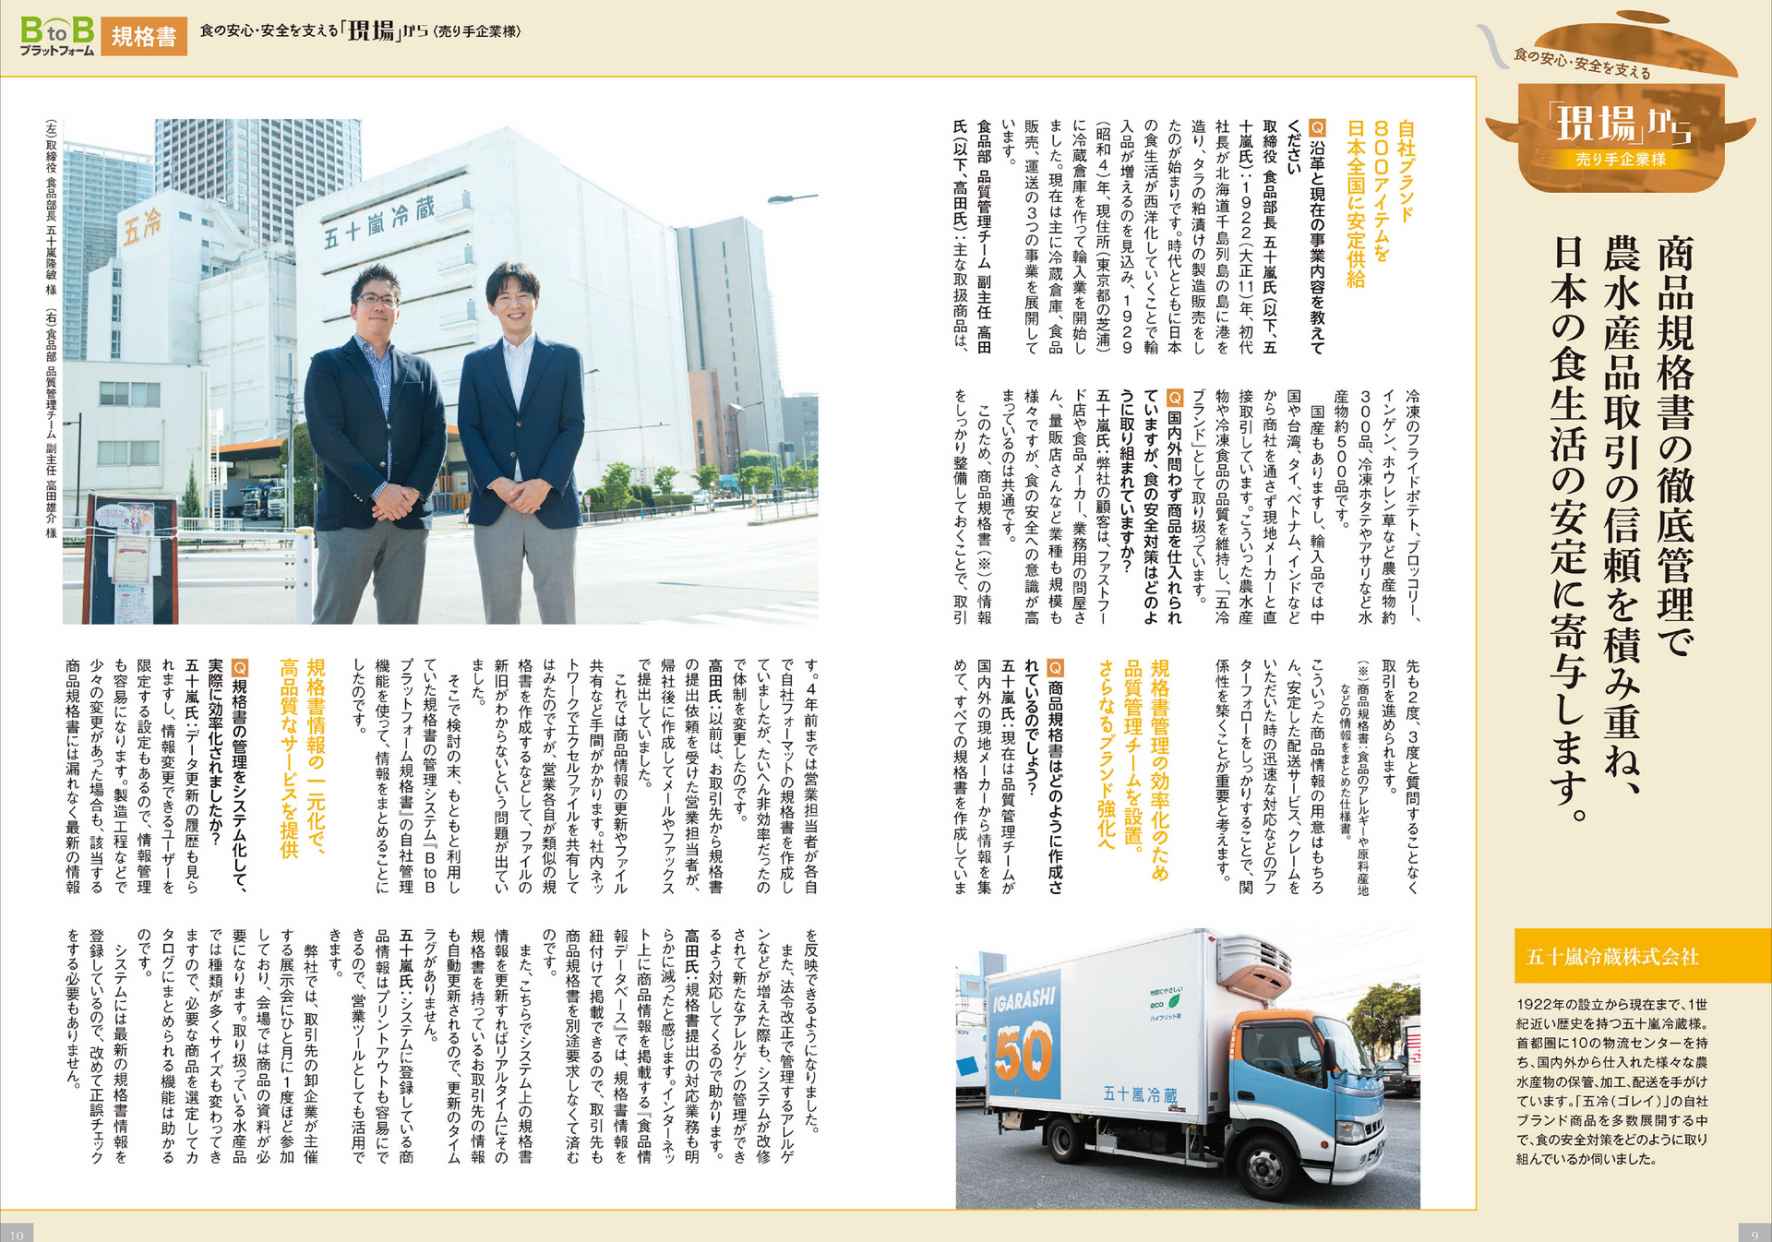 BtoB
プラットフォーム
規格書
食の安心・安全を支える「現場」から〈売り手企業様〉
食の安心・安全を支える
「現場」から
売り手企業様
商品規格書の徹底管理で
農水産品取引の信頼を積み重ね、
日本の食生活の安定に寄与します。
五十嵐冷蔵株式会社
1922年の設立から現在まで、1世
紀近い歴史を持つ五十嵐冷蔵様。
首都圏に10の物流センターを持
ち、国内外から仕入れた様々な農
水産物の保管、加工、配送を手がけ
ています。「五冷(ゴレイ)」の自社
ブランド商品を多数展開する中
で、食の安全対策をどのように取り
組んでいるか伺いました。
自社ブランド
800アイテムを
日本全国に安定供給
Q 沿革と現在の事業内容を教えて
ください
取締役 食品部長 五十嵐氏(以下、五
十嵐氏):1922(大正11)年、初代
社長が北海道千島列島の島に港を
造り、タラの粕漬けの製造販売をし
たのが始まりです。時代とともに日本
の食生活が西洋化していくことで輸
入品が増えるのを見込み、1929
(昭和4)年、現住所(東京都の芝浦)
に冷蔵倉庫を作って輸入業を開始し
ました。現在は主に冷蔵倉庫、食品
販売、運送の3つの事業を展開して
います。
食品部 品質管理チーム 副主任 高田
氏(以下、高田氏):主な取扱商品は、
冷凍のフライドポテト、ブロッコリー、
インゲン、ホウレン草など農産物約
300品、冷凍ホタテやアサリなど水
産物約500品です。
国産もありますし、輸入品では中
国や台湾、タイ、ベトナム、インドなど
から商社を通さず現地メーカーと直
接取引しています。こういった農水産
物や冷凍食品の品質を維持し、「五冷
ブランド」として取り扱っています。
Q 国内外問わず商品を仕入れられ
ていますが、食の安全対策はどのよ
うに取り組まれていますか?
五十嵐氏:弊社の顧客は、ファストフー
ド店や食品メーカー、業務用の問屋さ
ん、量販店さんなど業種も規模も
様々ですが、食の安全への意識が高
まっているのは共通です。
このため、商品規格書(※)の情報
をしっかり整備しておくことで、取引
先も2度、3度と質問することなく
取引を進められます。
(※)商品規格書:食品のアレルギーや原料産地
などの情報をまとめた仕様書。
こういった商品情報の用意はもちろ
ん、安定した配送サービス、クレームを
いただいた時の迅速な対応などのアフ
ターフォローをしっかりすることで、関
係性を築くことが重要と考えます。
規格書管理の効率化のため
品質管理チームを設置。
さらなるブランド強化へ
Q 商品規格書はどのように作成さ
れているのでしょう?
五十嵐氏:現在は品質管理チームが
国内外の現地メーカーから情報を集
めて、すべての規格書を作成していま
す。4年前までは営業担当者が各自
で自社フォーマットの規格書を作成し
ていましたが、たいへん非効率だったの
で体制を変更したのです。
高田氏:以前は、お取引先から規格書
の提出依頼を受けた営業担当者が、
帰社後に作成してメールやファックス
で提出していました。
これでは商品情報の更新やファイル
共有など手間がかかります。社内ネッ
トワークでエクセルファイルを共有して
はみたのですが、営業各自が類似の規
格書を作成するなどして、ファイルの
新旧がわからないという問題が出てい
ました。
そこで検討の末、もともと利用し
ていた規格書の管理システム『BtoB
プラットフォーム規格書』の自社管理
機能を使って、情報をまとめることに
したのです。
規格書情報の一元化で、
高品質なサービスを提供
Q 規格書の管理をシステム化して、
実際に効率化されましたか?
五十嵐氏:データ更新の履歴も見ら
れますし、情報変更できるユーザーを
限定する設定もあるので、情報管理
も容易になります。製造工程などで
少々の変更があった場合も、該当する
商品規格書には漏れなく最新の情報
を反映できるようになりました。
また、法令改正で管理するアレルゲ
ンなどが増えた際も、システムが改修
されて新たなアレルゲンの管理ができ
るよう対応してくるので助かります。
高田氏:規格書提出の対応業務も明
らかに減ったと感じます。インターネッ
ト上に商品情報を掲載する『食品情
報データベース』では、規格書情報を
紐付けて掲載できるので、取引先も
商品規格書を別途要求しなくて済む
のです。
また、こちらでシステム上の規格書
情報を更新すればリアルタイムにその
規格書を持っているお取引先の情報
も自動更新されるので、更新のタイム
ラグがありません。
五十嵐氏:システムに登録している商
品情報はプリントアウトも容易にで
きるので、営業ツールとしても活用で
きます。
弊社では、取引先の卸企業が主催
する展示会にひと月に1度ほど参加
しており、会場では商品の資料が必
要になります。取り扱っている水産品
では種類が多くサイズも変わってき
ますので、必要な商品を選定してカ
タログにまとめられる機能は助かる
のです。
システムには最新の規格書情報を
登録しているので、改めて正誤チェック
をする必要もありません。
(左)取締役 食品部長 五十嵐隆敏 様 (右)食品部 品質管理チーム 副主任 高田雄介 様
五冷
五十嵐冷蔵
IGARASHI
50
地球にやさしい
eco
ハイブリッド車
五十嵐冷蔵
10
9